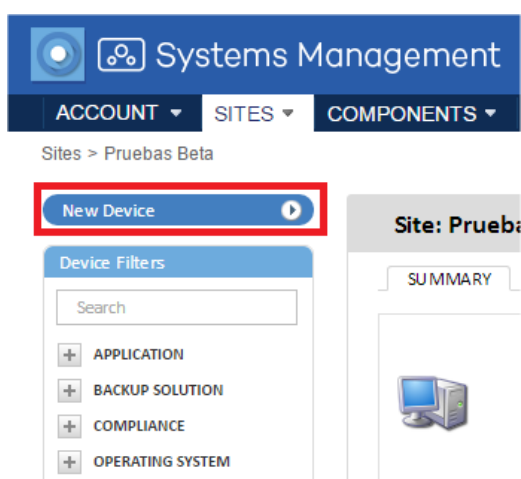 Systems Management
ACCOUNT SITES COMPONENTS
Sites > Pruebas Beta
New Device
Site: Prueba
Device Filters
SUMMARY
Search
APPLICATION
BACKUP SOLUTION
COMPLIANCE
OPERATING SYSTEM